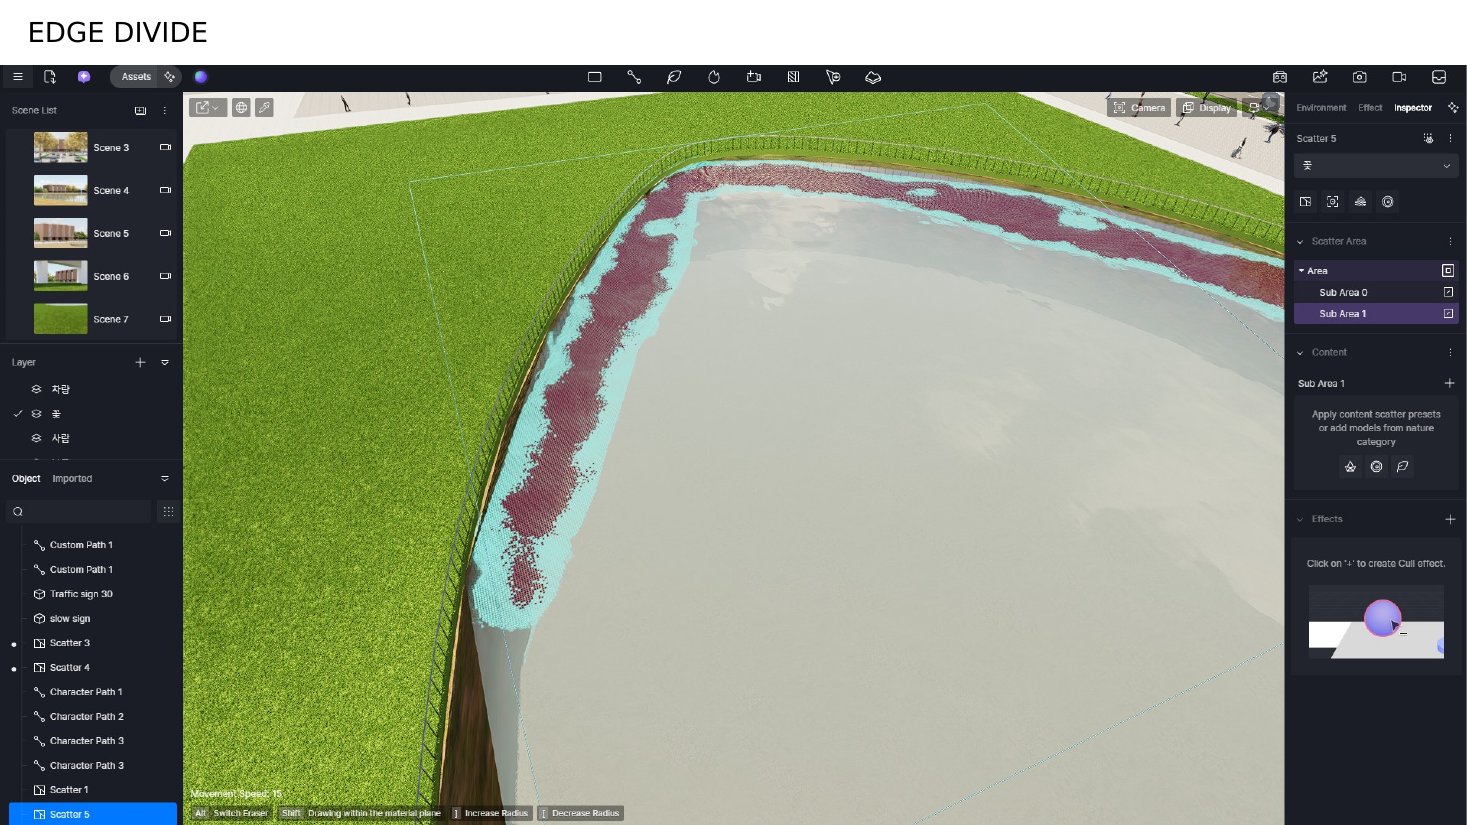 EDGE DIVIDE
Assets
Scene List
Scene 3
Scene 4
Scene 5
Scene 6
Scene 7
Layer
차량
꽃
사람
Object Imported
Custom Path 1
Custom Path 1
Traffic sign 30
slow sign
Scatter 3
Scatter 4
Character Path 1
Character Path 2
Character Path 3
Character Path 3
Scatter 1
Scatter 5
Camera Display
Movement Speed: 15
Alt Switch Eraser Shift Drawing within the material plane ] Increase Radius [ Decrease Radius
Environment Effect Inspector
Scatter 5
꽃
Scatter Area
Area
Sub Area 0
Sub Area 1
Content
Sub Area 1
Apply content scatter presets
or add models from nature
category
Effects
Click on '+' to create Cull effect.